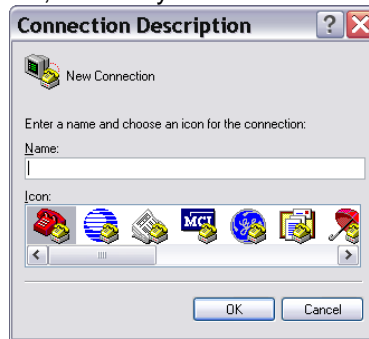 Connection Description
New Connection
Enter a name and choose an icon for the connection:
Name:
Icon:
MCI
OK Cancel